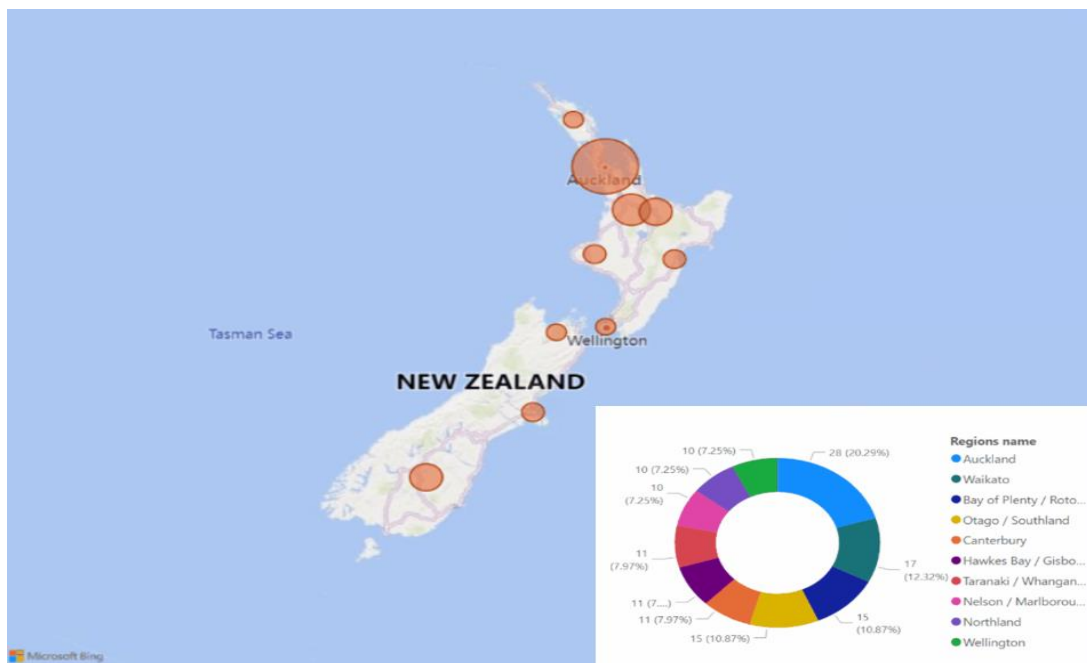 Auckland
Tasman Sea
Wellington
NEW ZEALAND
Microsoft Bing
10 (7.25%)
28 (20.29%)
10 (7.25%)
10
(7.25%)
17
(12.32%)
11
(7.97%)
11 (7....)
11 (7.97%)
15 (10.87%)
15
(10.87%)
Regions name
Auckland
Waikato
Bay of Plenty / Roto...
Otago / Southland
Canterbury
Hawkes Bay / Gisbo...
Taranaki / Whangan...
Nelson / Marlborou...
Northland
Wellington